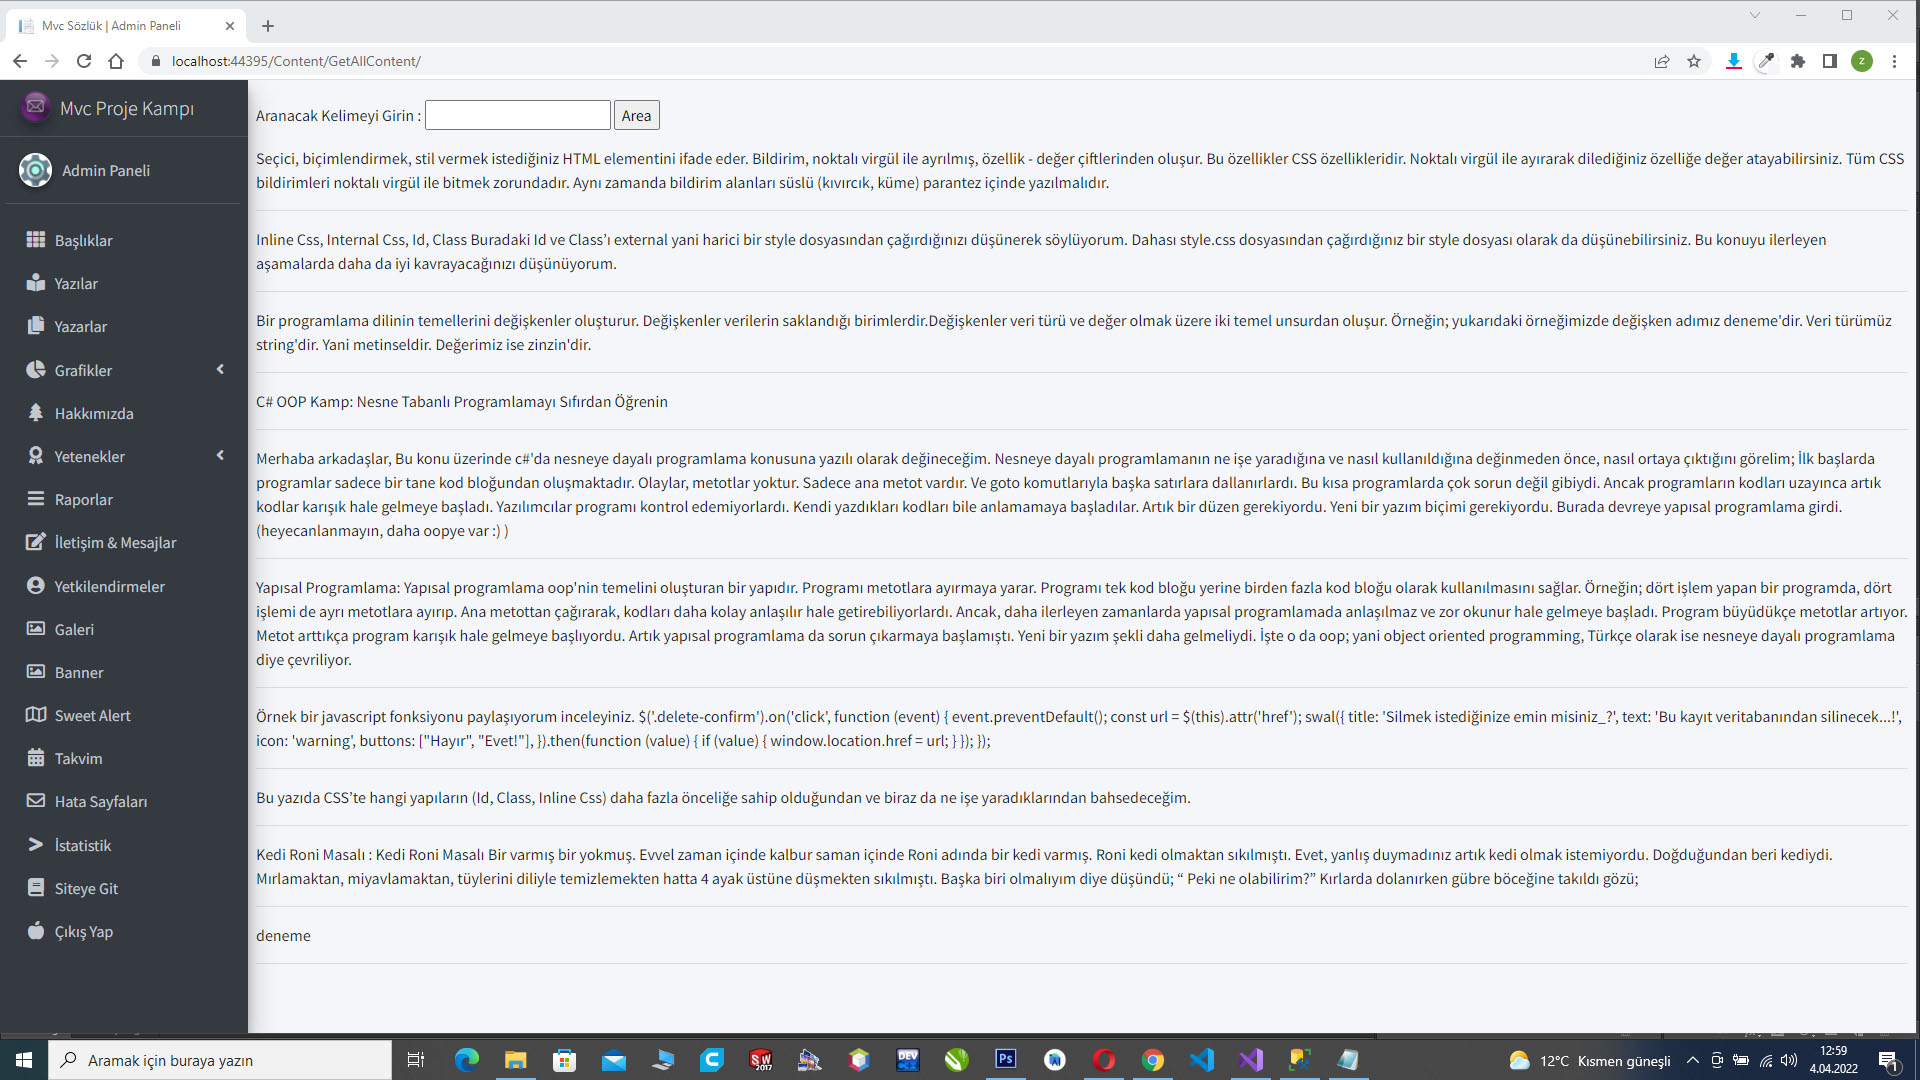 Mvc Sözlük | Admin Paneli
localhost:44395/Content/GetAllContent/
z
Mvc Proje Kampı
Admin Paneli
Başlıklar
Yazılar
Yazarlar
Grafikler
Hakkımızda
Yetenekler
Raporlar
İletişim & Mesajlar
Yetkilendirmeler
Galeri
Banner
Sweet Alert
Takvim
Hata Sayfaları
İstatistik
Siteye Git
Çıkış Yap
Aranacak Kelimeyi Girin : Area
Seçici, biçimlendirmek, stil vermek istediğiniz HTML elementini ifade eder. Bildirim, noktalı virgül ile ayrılmış, özellik - değer çiftlerinden oluşur. Bu özellikler CSS özellikleridir. Noktalı virgül ile ayırarak dilediğiniz özelliğe değer atayabilirsiniz. Tüm CSS
bildirimleri noktalı virgül ile bitmek zorundadır. Aynı zamanda bildirim alanları süslü (kıvırcık, küme) parantez içinde yazılmalıdır.
Inline Css, Internal Css, Id, Class Buradaki Id ve Class’ı external yani harici bir style dosyasından çağırdığınızı düşünerek söylüyorum. Dahası style.css dosyasından çağırdığınız bir style dosyası olarak da düşünebilirsiniz. Bu konuyu ilerleyen
aşamalarda daha da iyi kavrayacağınızı düşünüyorum.
Bir programlama dilinin temellerini değişkenler oluşturur. Değişkenler verilerin saklandığı birimlerdir.Değişkenler veri türü ve değer olmak üzere iki temel unsurdan oluşur. Örneğin; yukarıdaki örneğimizde değişken adımız deneme'dir. Veri türümüz
string'dir. Yani metinseldir. Değerimiz ise zinzin'dir.
C# OOP Kamp: Nesne Tabanlı Programlamayı Sıfırdan Öğrenin
Merhaba arkadaşlar, Bu konu üzerinde c#'da nesneye dayalı programlama konusuna yazılı olarak değineceğim. Nesneye dayalı programlamanın ne işe yaradığına ve nasıl kullanıldığına değinmeden önce, nasıl ortaya çıktığını görelim; İlk başlarda
programlar sadece bir tane kod bloğundan oluşmaktadır. Olaylar, metotlar yoktur. Sadece ana metot vardır. Ve goto komutlarıyla başka satırlara dallanırlardı. Bu kısa programlarda çok sorun değil gibiydi. Ancak programların kodları uzayınca artık
kodlar karışık hale gelmeye başladı. Yazılımcılar programı kontrol edemiyorlardı. Kendi yazdıkları kodları bile anlamamaya başladılar. Artık bir düzen gerekiyordu. Yeni bir yazım biçimi gerekiyordu. Burada devreye yapısal programlama girdi.
(heyecanlanmayın, daha oopye var :) )
Yapısal Programlama: Yapısal programlama oop'nin temelini oluşturan bir yapıdır. Programı metotlara ayırmaya yarar. Programı tek kod bloğu yerine birden fazla kod bloğu olarak kullanılmasını sağlar. Örneğin; dört işlem yapan bir programda, dört
işlemi de ayrı metotlara ayırıp. Ana metottan çağırarak, kodları daha kolay anlaşılır hale getirebiliyorlardı. Ancak, daha ilerleyen zamanlarda yapısal programlamada anlaşılmaz ve zor okunur hale gelmeye başladı. Program büyüdükçe metotlar artıyor.
Metot arttıkça program karışık hale gelmeye başlıyordu. Artık yapısal programlama da sorun çıkarmaya başlamıştı. Yeni bir yazım şekli daha gelmeliydi. İşte o da oop; yani object oriented programming, Türkçe olarak ise nesneye dayalı programlama
diye çevriliyor.
Örnek bir javascript fonksiyonu paylaşıyorum inceleyiniz. $('.delete-confirm').on('click', function (event) { event.preventDefault(); const url = $(this).attr('href'); swal({ title: 'Silmek istediğinize emin misiniz_?', text: 'Bu kayıt veritabanından silinecek...!',
icon: 'warning', buttons: ["Hayır", "Evet!"], }).then(function (value) { if (value) { window.location.href = url; } }); });
Bu yazıda CSS’te hangi yapıların (Id, Class, Inline Css) daha fazla önceliğe sahip olduğundan ve biraz da ne işe yaradıklarından bahsedeceğim.
Kedi Roni Masalı : Kedi Roni Masalı Bir varmış bir yokmuş. Evvel zaman içinde kalbur saman içinde Roni adında bir kedi varmış. Roni kedi olmaktan sıkılmıştı. Evet, yanlış duymadınız artık kedi olmak istemiyordu. Doğduğundan beri kediydi.
Mırlamaktan, miyavlamaktan, tüylerini diliyle temizlemekten hatta 4 ayak üstüne düşmekten sıkılmıştı. Başka biri olmalıyım diye düşündü; “ Peki ne olabilirim?” Kırlarda dolanırken gübre böceğine takıldı gözü;
deneme
Aramak için buraya yazın
SW 2017
DEV
Ps
12°C Kısmen güneşli
12:59
4.04.2022
1